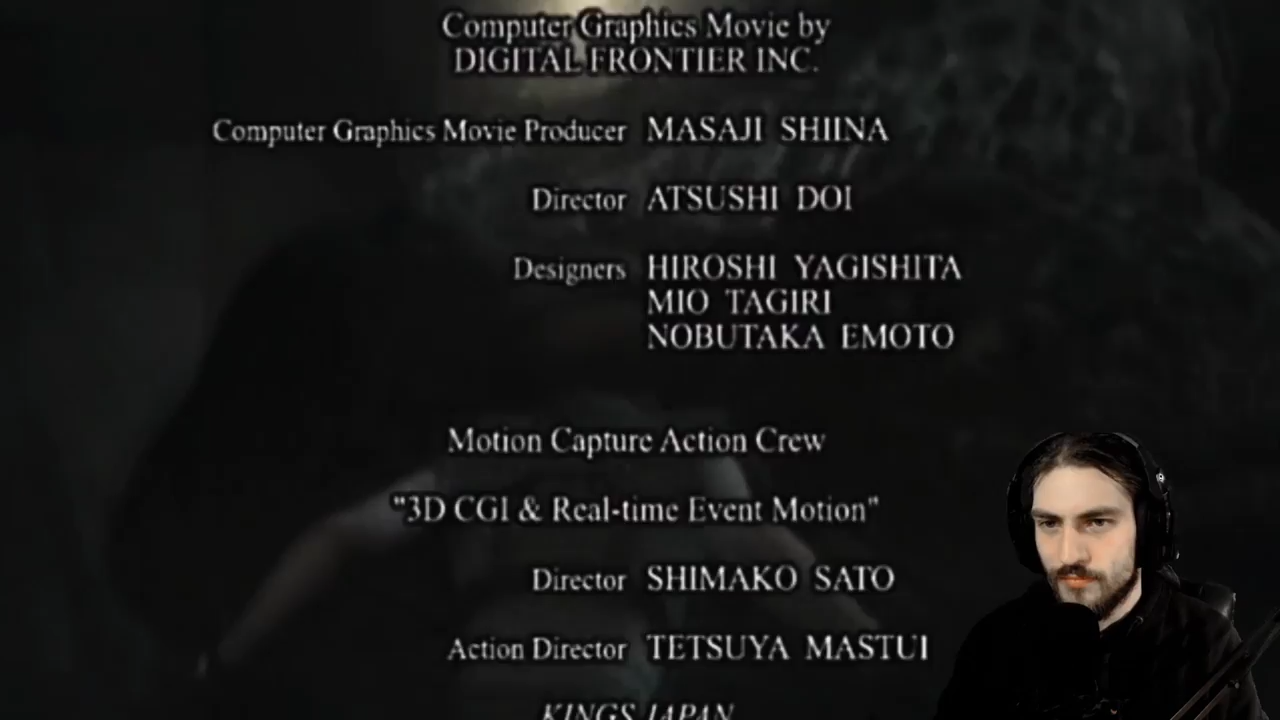 Computer Graphics Movie by
DIGITAL FRONTIER INC.
Computer Graphics Movie Producer MASAJI SHIINA
Director ATSUSHI DOI
Designers HIROSHI YAGISHITA
MIO TAGIRI
NOBUTAKA EMOTO
Motion Capture Action Crew
"3D CGI & Real-time Event Motion"
Director SHIMAKO SATO
Action Director TETSUYA MASTUI
KINGS JAPAN